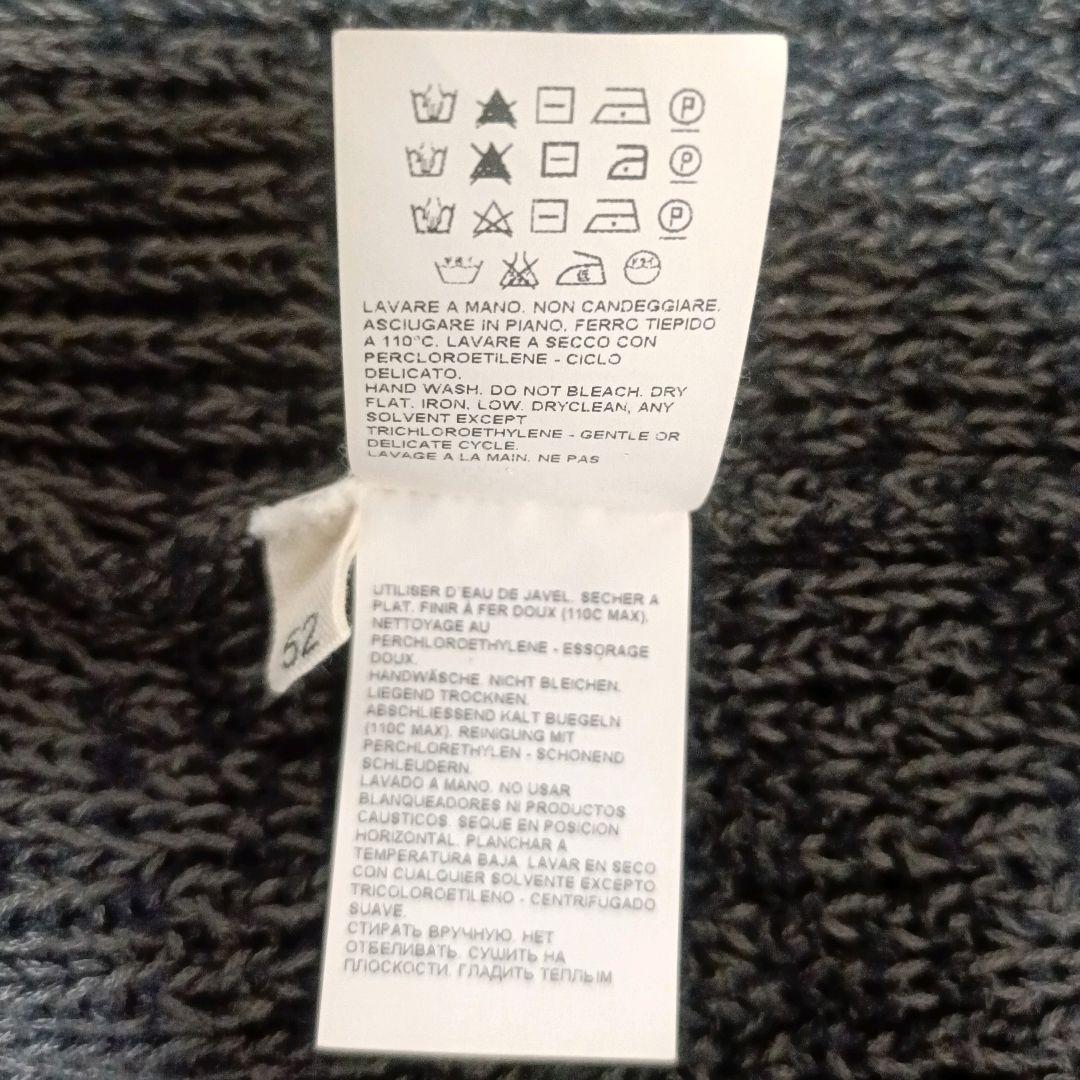 P
P
P
ドライ
LAVARE A MANO. NON CANDEGGIARE.
ASCIUGARE IN PIANO. FERRO TIEPIDO
A 110°C. LAVARE A SECCO CON
PERCLOROETILENE - CICLO
DELICATO.
HAND WASH. DO NOT BLEACH. DRY
FLAT. IRON, LOW. DRYCLEAN, ANY
SOLVENT EXCEPT
TRICHLOROETHYLENE - GENTLE OR
DELICATE CYCLE.
LAVAGE A LA MAIN. NE PAS
UTILISER D'EAU DE JAVEL. SECHER A
PLAT. FINIR À FER DOUX (110C MAX).
NETTOYAGE AU
PERCHLOROETHYLENE - ESSORAGE
DOUX.
HANDWÄSCHE. NICHT BLEICHEN.
LIEGEND TROCKNEN.
ABSCHLIESSEND KALT BUEGELN
(110C MAX). REINIGUNG MIT
PERCHLORETHYLEN - SCHONEND
SCHLEUDERN.
LAVADO A MANO. NO USAR
BLANQUEADORES NI PRODUCTOS
CAUSTICOS. SEQUE EN POSICION
HORIZONTAL. PLANCHAR A
TEMPERATURA BAJA. LAVAR EN SECO
CON CUALQUIER SOLVENTE EXCEPTO
TRICOLOROETILENO - CENTRIFUGADO
SUAVE.
СТИРАТЬ ВРУЧНУЮ. НЕТ
ОТБЕЛИВАТЬ. СУШИТЬ НА
ПЛОСКОСТИ. ГЛАДИТЬ ТЕПЛЫМ
52